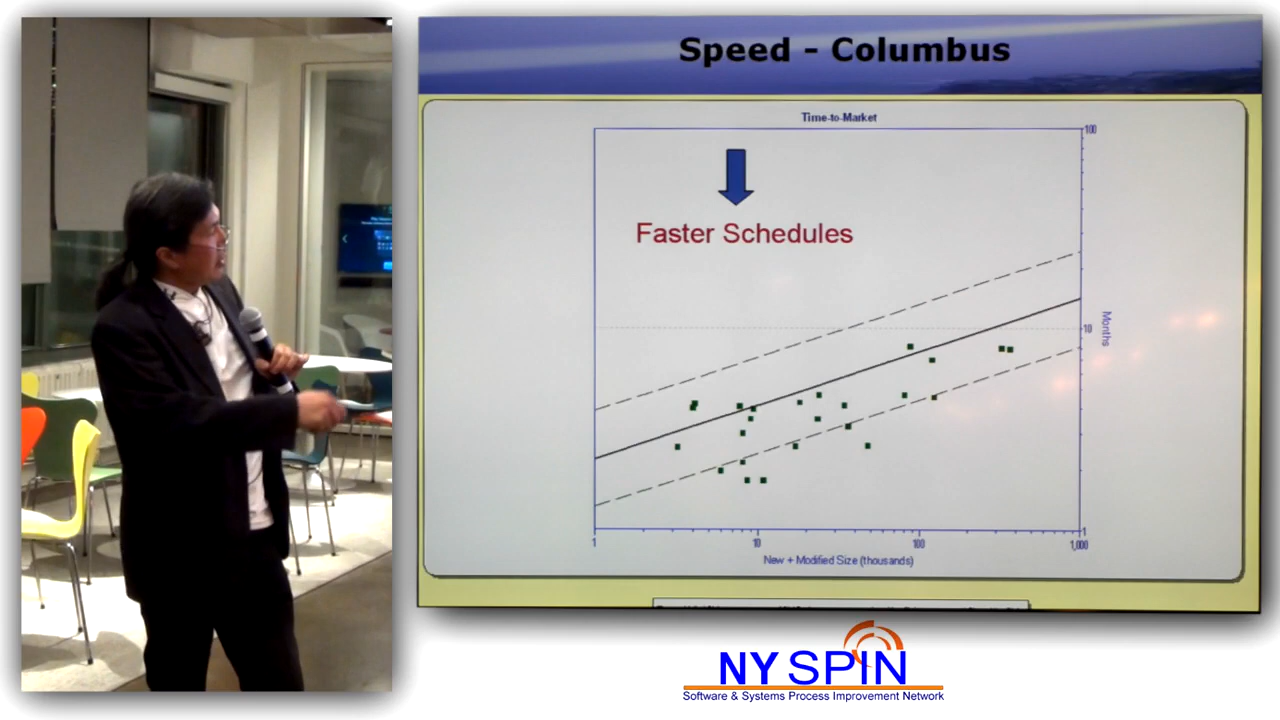 Speed - Columbus
Time-to-Market
100
Faster Schedules
10
Months
1
1
10
100
1,000
New + Modified Size (thousands)
NY SPIN
Software & Systems Process Improvement Network